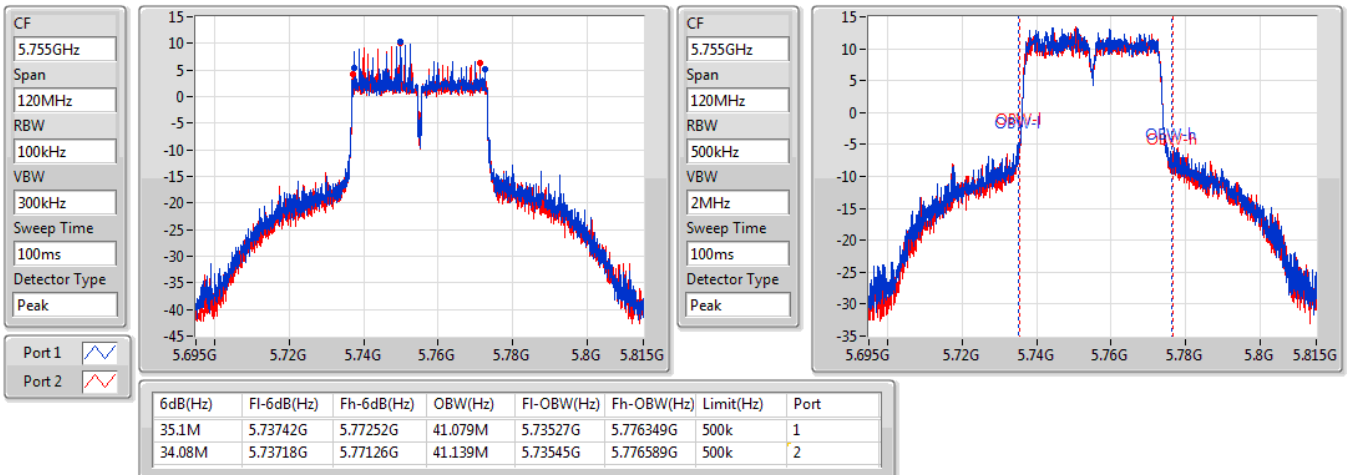 CF
5.755GHz
Span
120MHz
RBW
100kHz
VBW
300kHz
Sweep Time
100ms
Detector Type
Peak
Port 1
Port 2
15
10
5
0
-5
-10
-15
-20
-25
-30
-35
-40
-45
5.695G 5.72G 5.74G 5.76G 5.78G 5.8G 5.815G
CF
5.755GHz
Span
120MHz
RBW
500kHz
VBW
2MHz
Sweep Time
100ms
Detector Type
Peak
15
10
5
0
-5
-10
-15
-20
-25
-30
-35
OBW-l
OBW-l
OBW-h
OBW-h
5.695G 5.72G 5.74G 5.76G 5.78G 5.8G 5.815G
6dB(Hz) Fl-6dB(Hz) Fh-6dB(Hz) OBW(Hz) Fl-OBW(Hz) Fh-OBW(Hz) Limit(Hz) Port
35.1M 5.73742G 5.77252G 41.079M 5.73527G 5.776349G 500k 1
34.08M 5.73718G 5.77126G 41.139M 5.73545G 5.776589G 500k 2